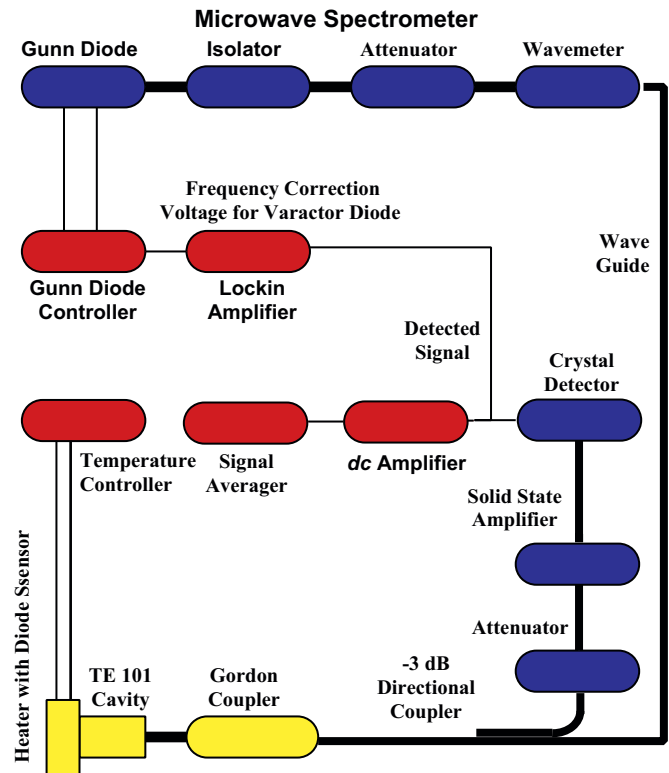 Microwave Spectrometer
Gunn Diode
Isolator
Attenuator
Wavemeter
Frequency Correction
Voltage for Varactor Diode
Wave
Guide
Gunn Diode
Controller
Lockin
Amplifier
Detected
Signal
Crystal
Detector
Temperature
Controller
Signal
Averager
dc Amplifier
Solid State
Amplifier
Attenuator
Heater with Diode Ssensor
TE 101
Cavity
Gordon
Coupler
-3 dB
Directional
Coupler